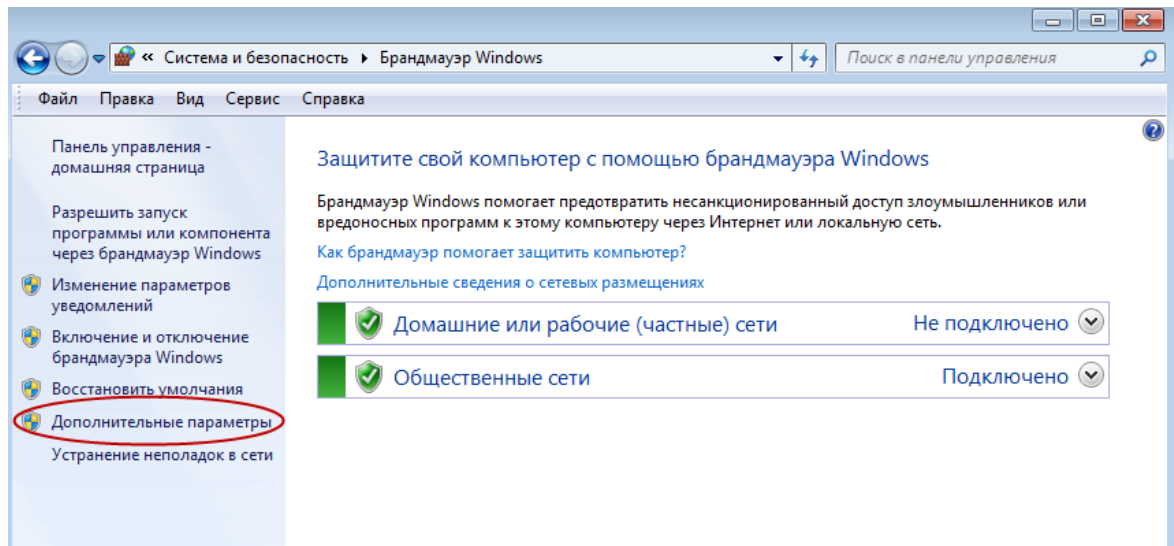 « Система и безопасность ▸ Брандмауэр Windows
Поиск в панели управления
Файл Правка Вид Сервис Справка
Панель управления -
домашняя страница
Разрешить запуск
программы или компонента
через брандмауэр Windows
Изменение параметров
уведомлений
Включение и отключение
брандмауэра Windows
Восстановить умолчания
Дополнительные параметры
Устранение неполадок в сети
Защитите свой компьютер с помощью брандмауэра Windows
Брандмауэр Windows помогает предотвратить несанкционированный доступ злоумышленников или
вредоносных программ к этому компьютеру через Интернет или локальную сеть.
Как брандмауэр помогает защитить компьютер?
Дополнительные сведения о сетевых размещениях
Домашние или рабочие (частные) сети Не подключено
Общественные сети Подключено